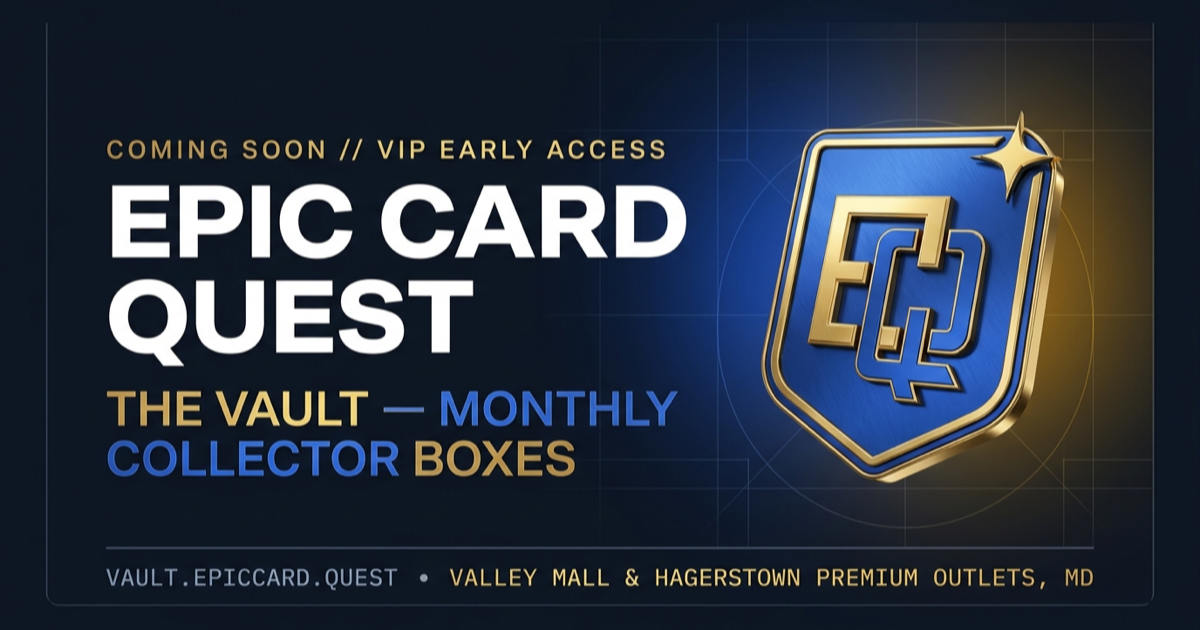 COMING SOON // VIP EARLY ACCESS
EPIC CARD
QUEST
THE VAULT — MONTHLY
COLLECTOR BOXES
ECQ
VAULT.EPICCARD.QUEST • VALLEY MALL & HAGERSTOWN PREMIUM OUTLETS, MD